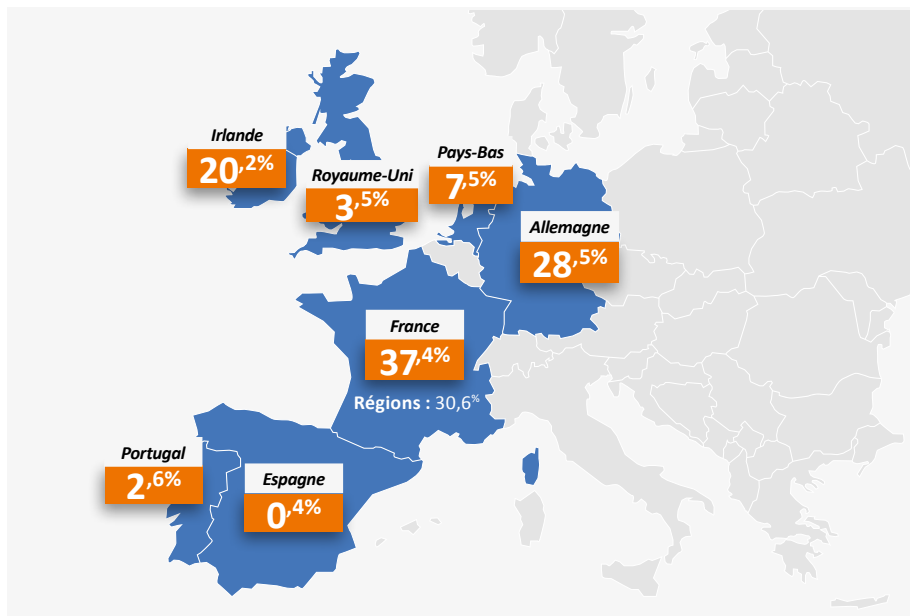 Irlande
20,2%
Royaume-Uni
3,5%
Pays-Bas
7,5%
Allemagne
28,5%
France
37,4%
Régions : 30,6%
Portugal
2,6%
Espagne
0,4%